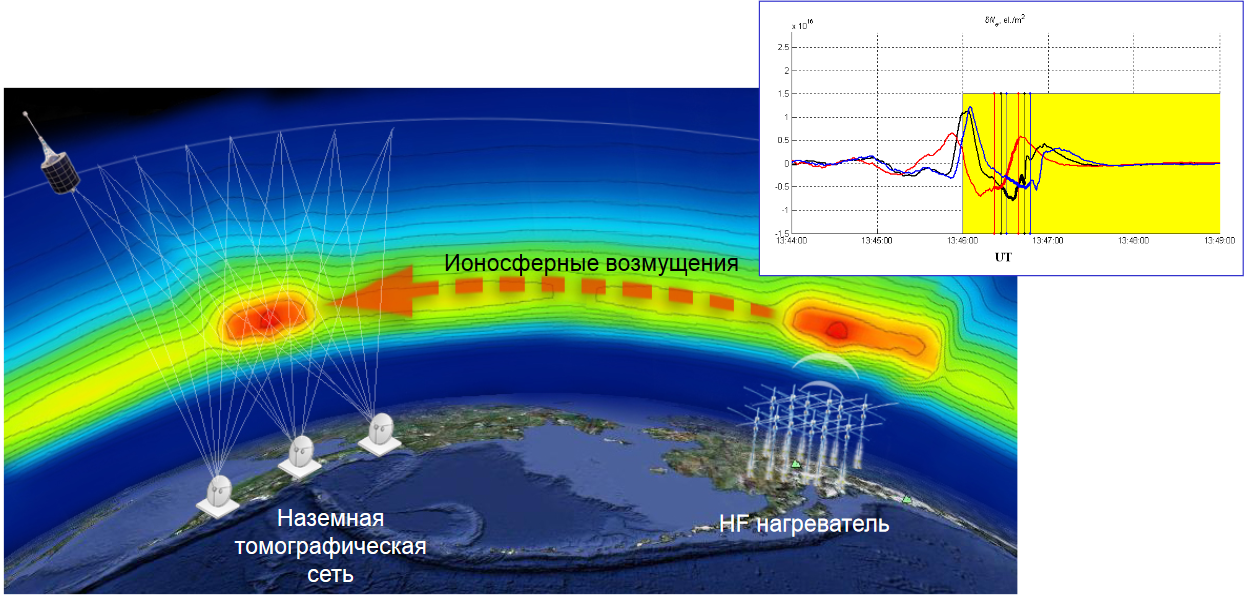 x 10¹⁶
δNₑ, el./m²
2.5
2
1.5
1
0.5
0
-0.5
-1
-1.5
13:44:00 13:45:00 13:46:00 13:47:00 13:48:00 13:49:00
UT
Ионосферные возмущения
HF нагреватель
Наземная
томографическая
сеть